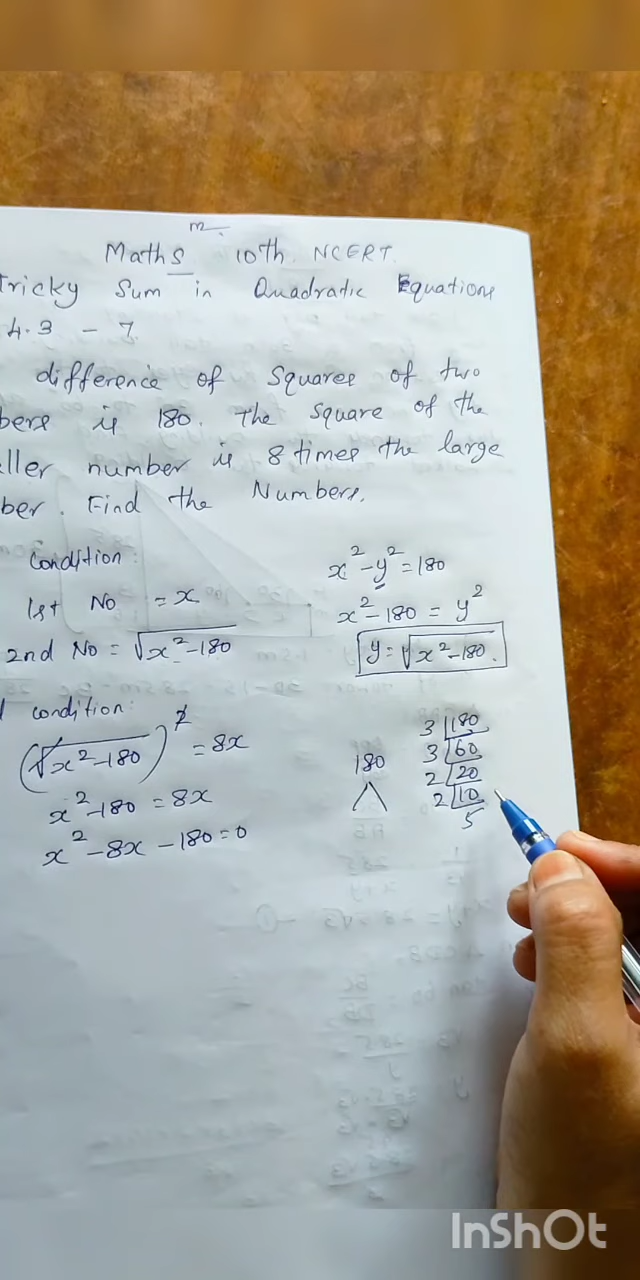 m.
Maths 10th. NCERT.
Tricky Sum in Quadratic Equations
4.3 - 7.
difference of Squares of two
bers is 180. The square of the
ller number is 8 times the large
ber. Find the Numbers.
Condition:
1st No = x
2nd No = √x²-180
x² - y² = 180
x² - 180 = y²
y = √x²-180.
condition:
(√x²-180)² = 8x
x² - 180 = 8x
x² - 8x - 180 = 0
180
3 180
3 60
2 20
2 10
5
InShOt